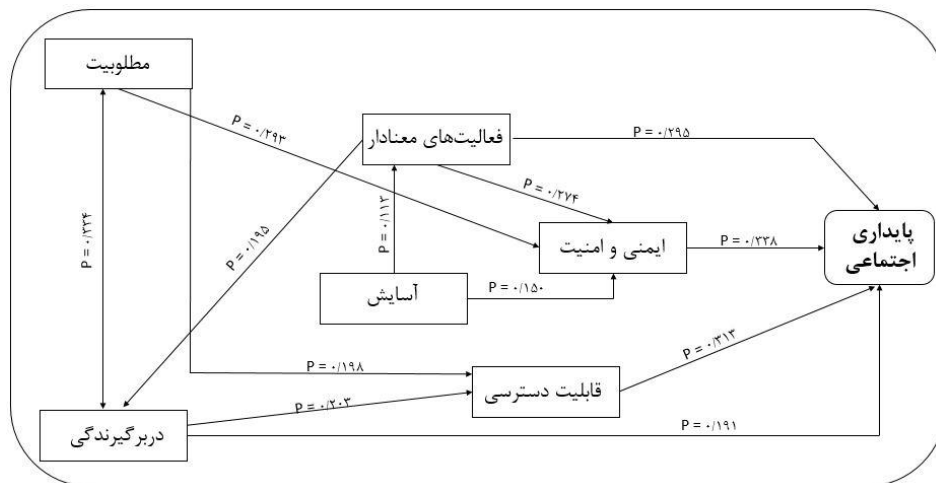 مطلوبیت
P = ۰/۲۹۳
فعالیت‌های معنادار
P = ۰/۲۹۵
P = ۰/۳۳۴
P = ۰/۱۹۵
P = ۰/۱۱۲
P = ۰/۲۷۴
ایمنی و امنیت
P = ۰/۳۳۸
پایداری
اجتماعی
آسایش
P = ۰/۱۵۰
P = ۰/۳۱۳
P = ۰/۱۹۸
قابلیت دسترسی
P = ۰/۲۰۳
دربرگیرندگی
P = ۰/۱۹۱